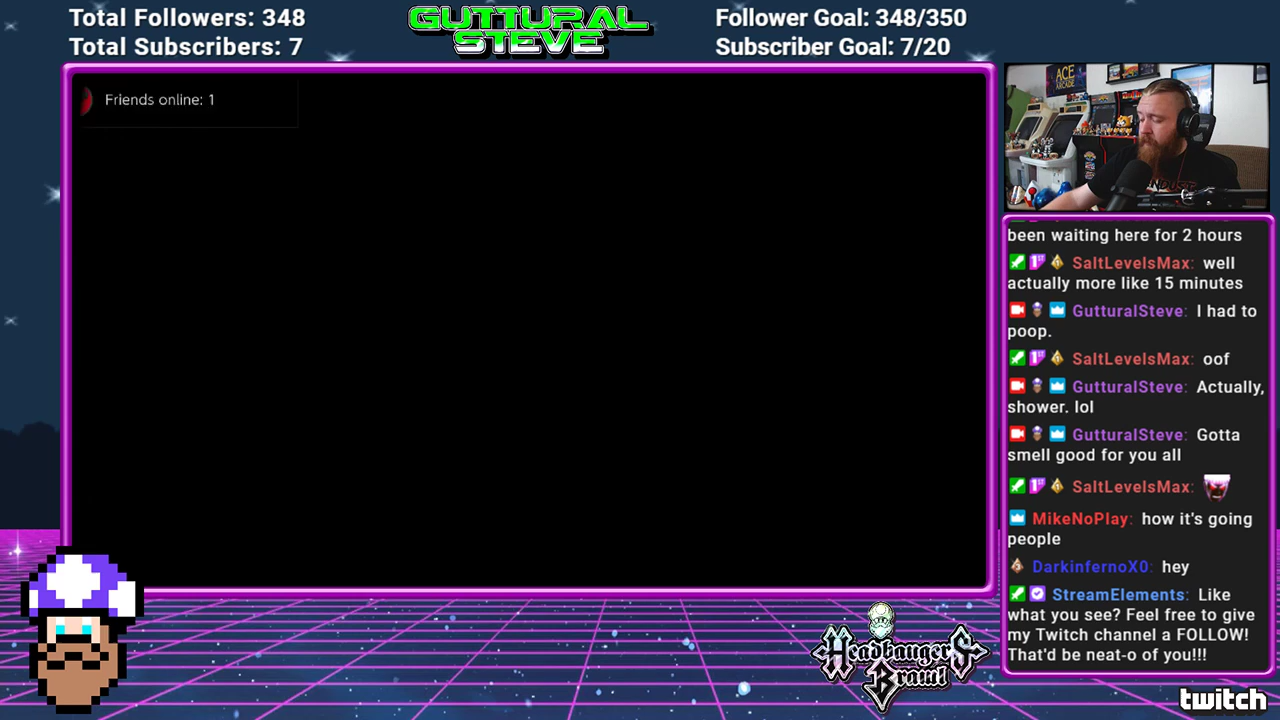 Total Followers: 348
Total Subscribers: 7
GUTTURAL
STEVE
Follower Goal: 348/350
Subscriber Goal: 7/20
Friends online: 1
ACE
ARCADE
been waiting here for 2 hours
SaltLevelsMax: well
actually more like 15 minutes
GutturalSteve: I had to
poop.
SaltLevelsMax: oof
GutturalSteve: Actually,
shower. lol
GutturalSteve: Gotta
smell good for you all
SaltLevelsMax:
MikeNoPlay: how it's going
people
DarkinfernoX0: hey
StreamElements: Like
what you see? Feel free to give
my Twitch channel a FOLLOW!
That'd be neat-o of you!!!
Headbangers
Brawl
twitch